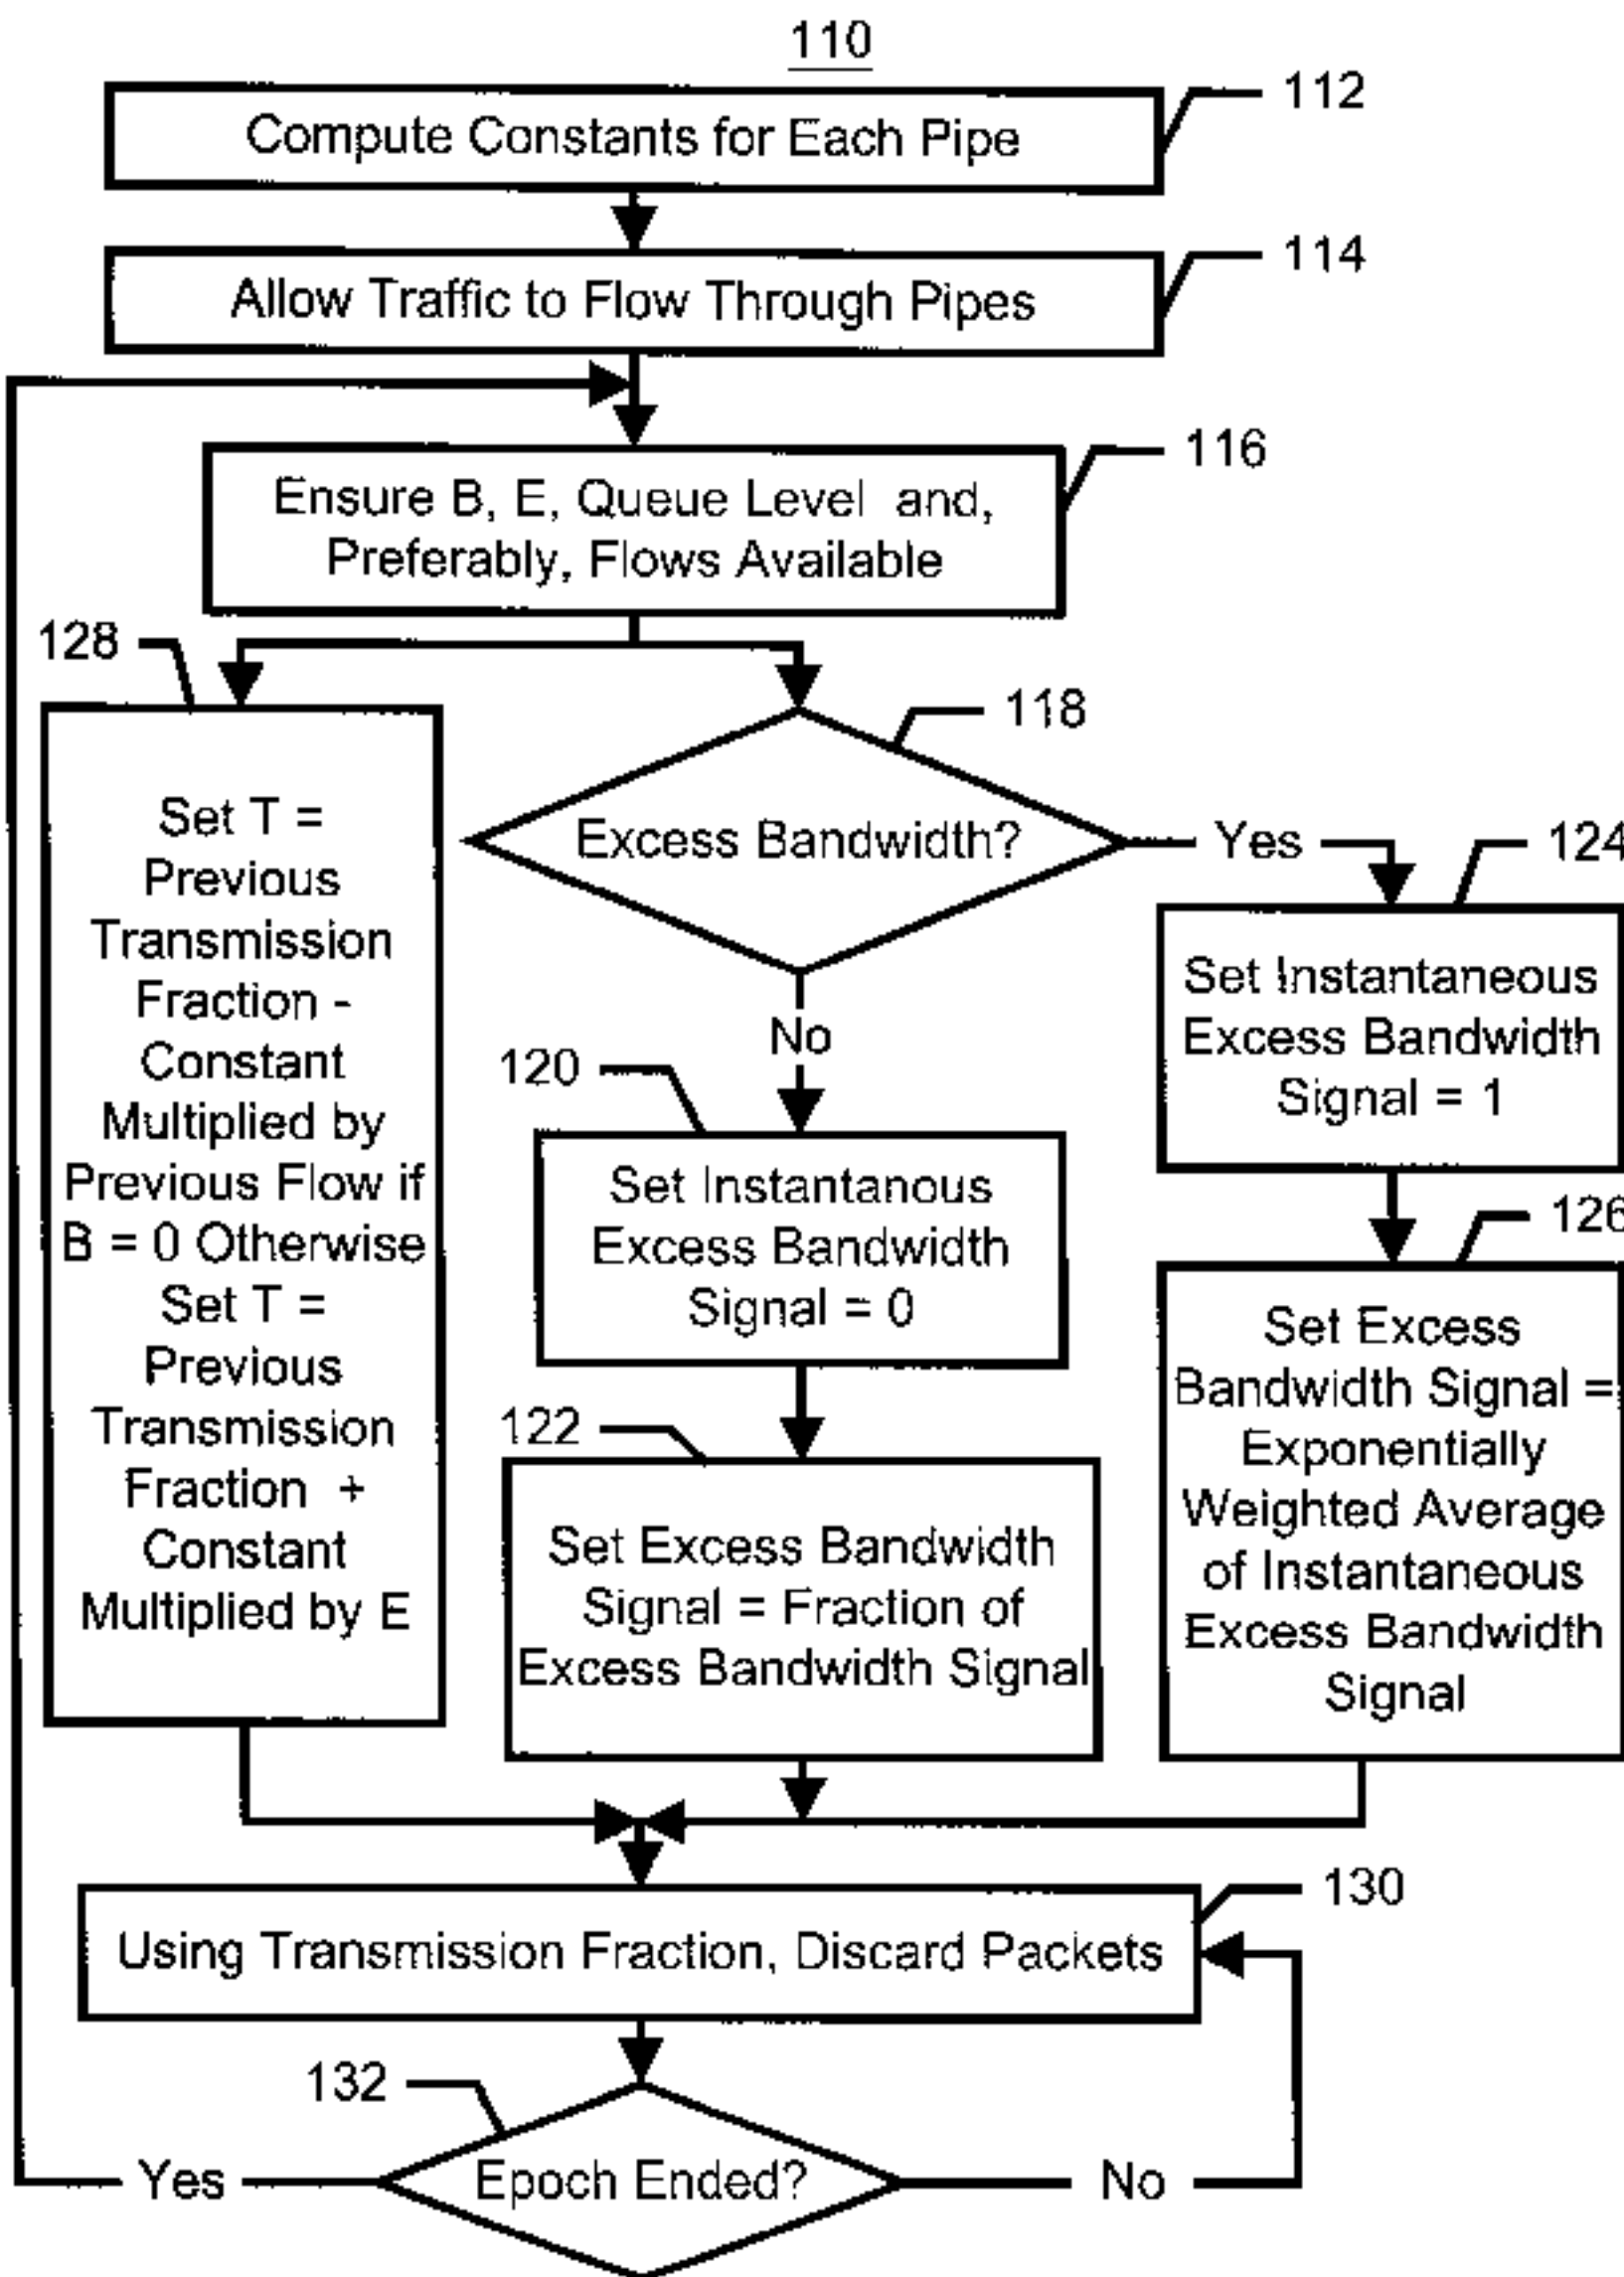 110
112
Compute Constants for Each Pipe
114
Allow Traffic to Flow Through Pipes
116
Ensure B, E, Queue Level and,
Preferably, Flows Available
128
118
Excess Bandwidth?
Yes
124
Set T =
Previous
Transmission
Fraction -
Constant
Multiplied by
Previous Flow if
B = 0 Otherwise
Set T =
Previous
Transmission
Fraction +
Constant
Multiplied by E
No
120
Set Instantanous
Excess Bandwidth
Signal = 0
122
Set Excess Bandwidth
Signal = Fraction of
Excess Bandwidth Signal
Set Instantaneous
Excess Bandwidth
Signal = 1
126
Set Excess
Bandwidth Signal =
Exponentially
Weighted Average
of Instantaneous
Excess Bandwidth
Signal
130
Using Transmission Fraction, Discard Packets
132
Yes
Epoch Ended?
No